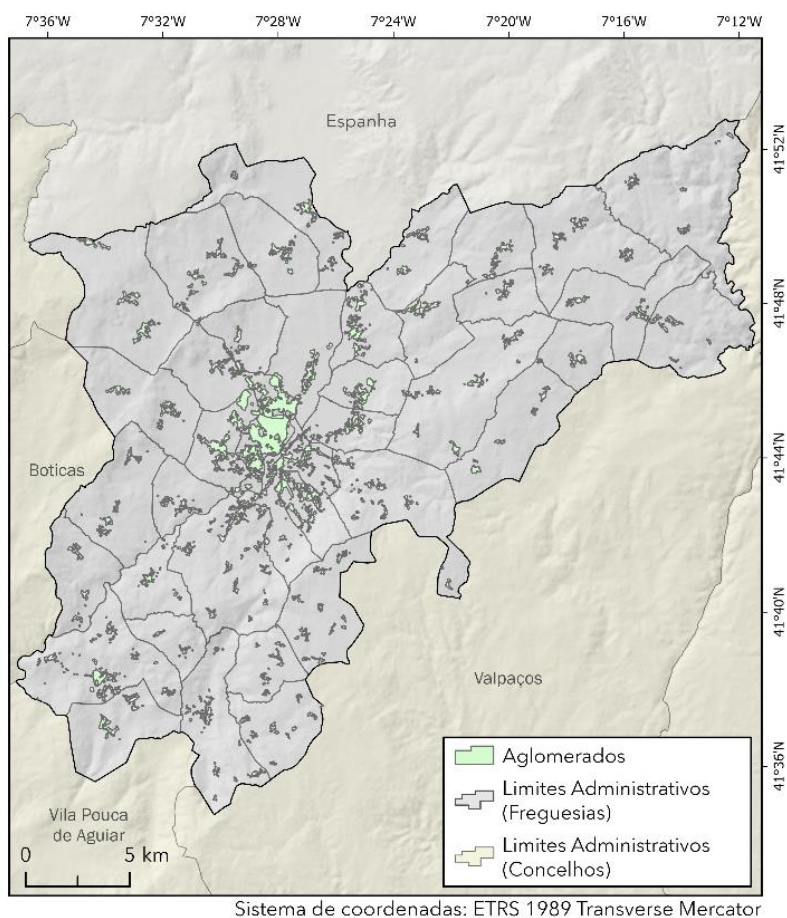 7°36'W 7°32'W 7°28'W 7°24'W 7°20'W 7°16'W 7°12'W
Espanha
41°52'N
41°48'N
41°44'N
Boticas
41°40'N
Valpaços
41°36'N
Vila Pouca
de Aguiar
0 5 km
Aglomerados
Limites Administrativos
(Freguesias)
Limites Administrativos
(Concelhos)
Sistema de coordenadas: ETRS 1989 Transverse Mercator